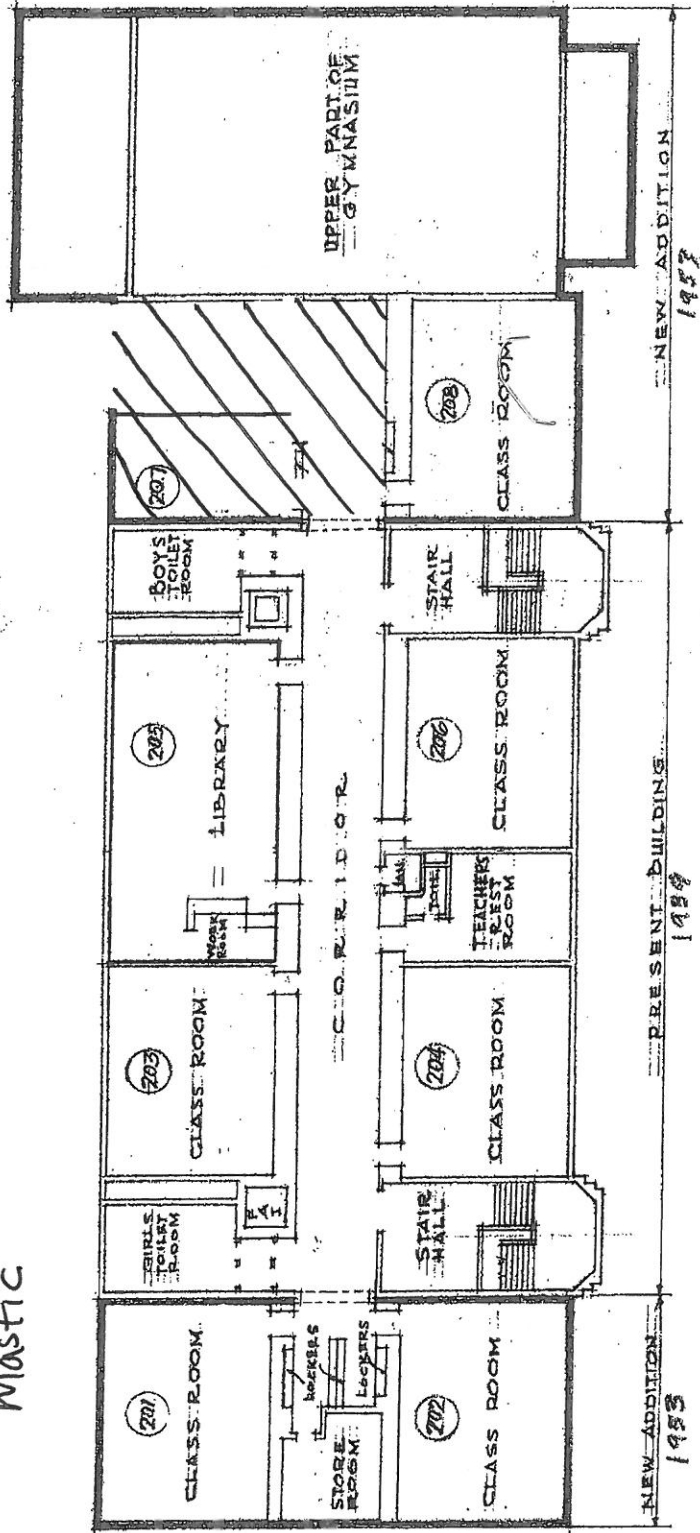 Mastic
201
CLASS ROOM
GIRLS
TOILET
ROOM
203
CLASS ROOM
WORK
ROOM
205
LIBRARY
BOYS
TOILET
ROOM
207
UPPER PART OF
GYMNASIUM
LOCKERS
LOCKERS
STORE
ROOM
CORRIDOR
202
CLASS ROOM
STAIR
HALL
204
CLASS ROOM
TEACHERS
REST
ROOM
206
CLASS ROOM
STAIR
HALL
208
CLASS ROOM
NEW ADDITION
1953
PRESENT BUILDING
NEW ADDITION